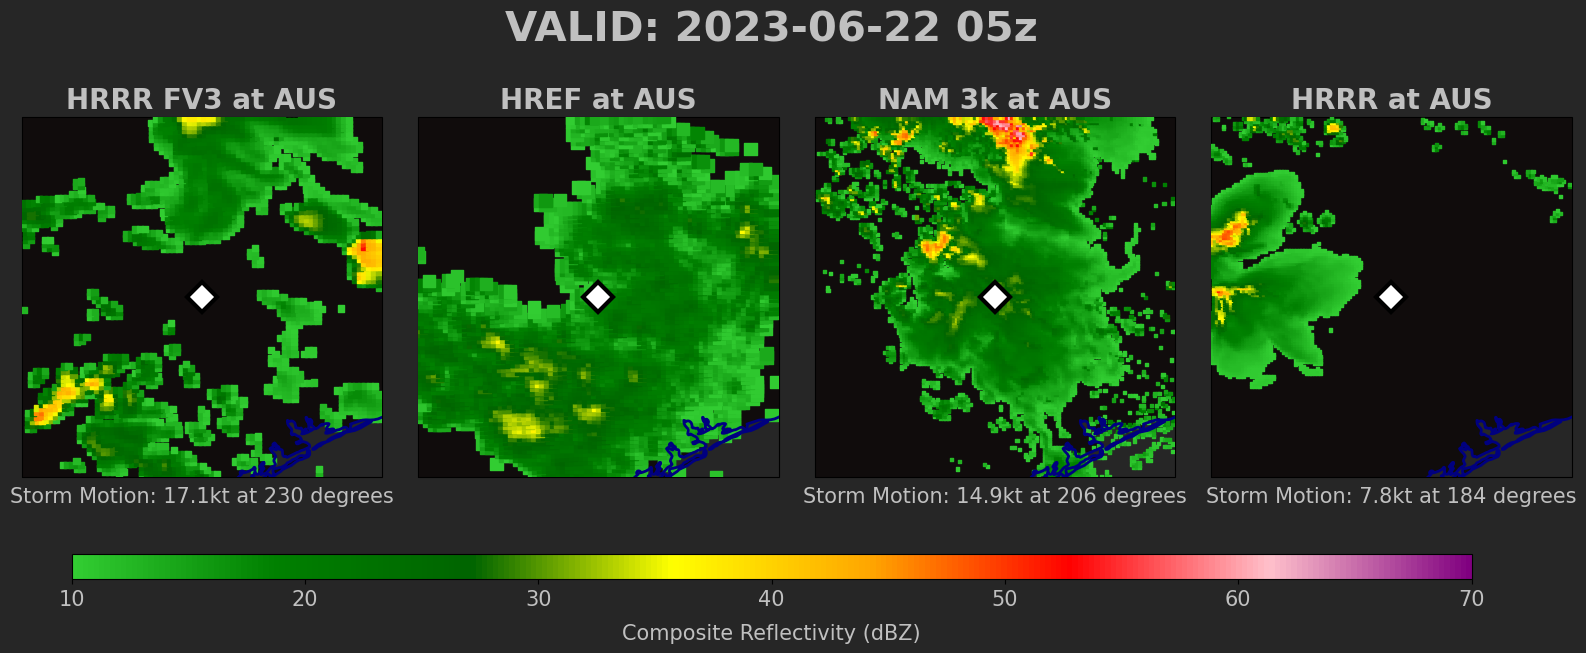 VALID: 2023-06-22 05z
HRRR FV3 at AUS
HREF at AUS
NAM 3k at AUS
HRRR at AUS
Storm Motion: 17.1kt at 230 degrees
Storm Motion: 14.9kt at 206 degrees
Storm Motion: 7.8kt at 184 degrees
10 20 30 40 50 60 70
Composite Reflectivity (dBZ)